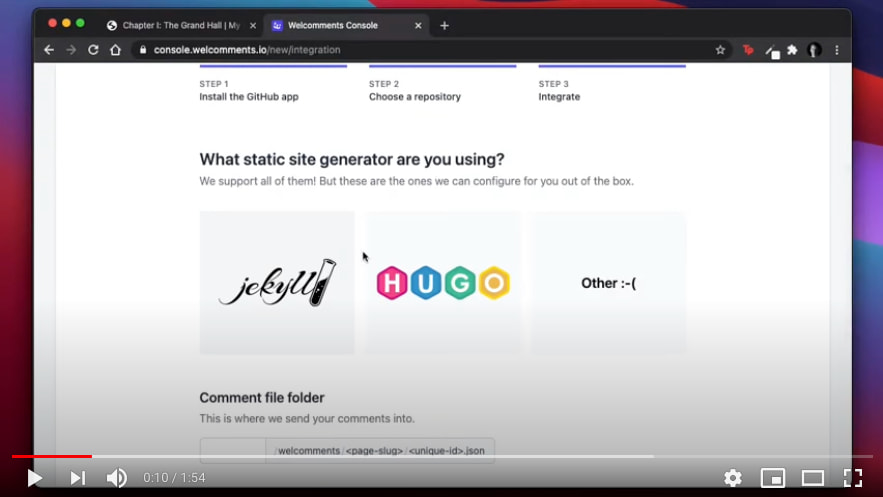 Chapter I: The Grand Hall | My
Welcomments Console
console.welcomments.io/new/integration
STEP 1
Install the GitHub app
STEP 2
Choose a repository
STEP 3
Integrate
What static site generator are you using?
We support all of them! But these are the ones we can configure for you out of the box.
jekyll
HUGO
Other :-(
Comment file folder
This is where we send your comments into.
/welcomments/<page-slug>/<unique-id>.json
0:10 / 1:54